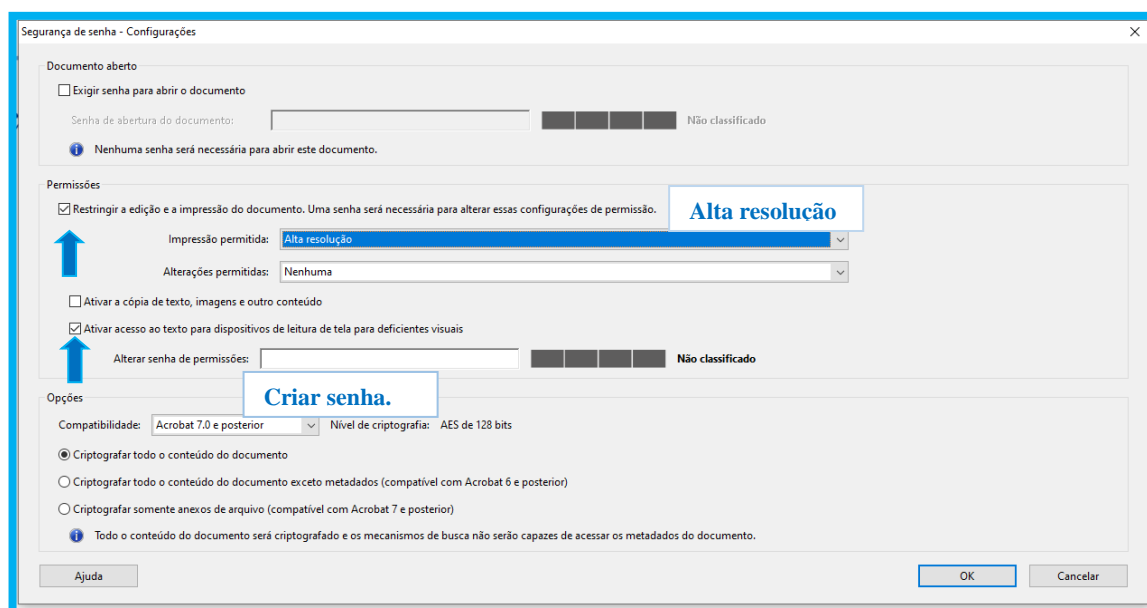 Segurança de senha - Configurações
Documento aberto
Exigir senha para abrir o documento
Senha de abertura do documento: Não classificado
Nenhuma senha será necessária para abrir este documento.
Permissões
Restringir a edição e a impressão do documento. Uma senha será necessária para alterar essas configurações de permissão.
Alta resolução
Impressão permitida: Alta resolução
Alterações permitidas: Nenhuma
Ativar a cópia de texto, imagens e outro conteúdo
Ativar acesso ao texto para dispositivos de leitura de tela para deficientes visuais
Alterar senha de permissões: Não classificado
Criar senha.
Opções
Compatibilidade: Acrobat 7.0 e posterior Nível de criptografia: AES de 128 bits
Criptografar todo o conteúdo do documento
Criptografar todo o conteúdo do documento exceto metadados (compatível com Acrobat 6 e posterior)
Criptografar somente anexos de arquivo (compatível com Acrobat 7 e posterior)
Todo o conteúdo do documento será criptografado e os mecanismos de busca não serão capazes de acessar os metadados do documento.
Ajuda OK Cancelar